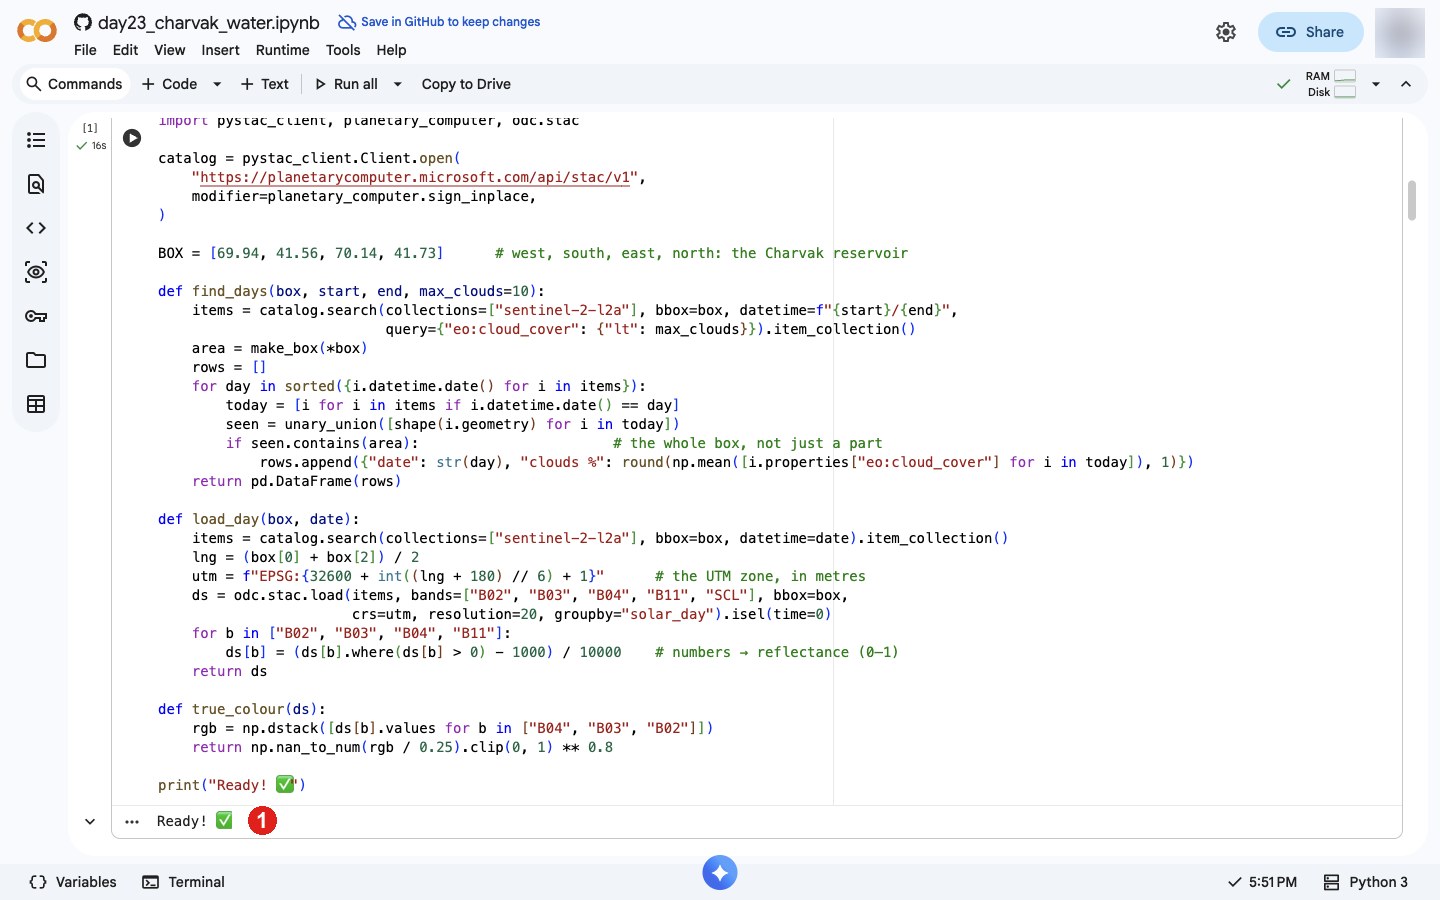 day23_charvak_water.ipynb
Save in GitHub to keep changes
File Edit View Insert Runtime Tools Help
Share
Commands + Code + Text Run all Copy to Drive
RAM
Disk
[1]
16s
import pystac_client, planetary_computer, odc.stac
catalog = pystac_client.Client.open(
"https://planetarycomputer.microsoft.com/api/stac/v1",
modifier=planetary_computer.sign_inplace,
)
BOX = [69.94, 41.56, 70.14, 41.73]      # west, south, east, north: the Charvak reservoir
def find_days(box, start, end, max_clouds=10):
items = catalog.search(collections=["sentinel-2-l2a"], bbox=box, datetime=f"{start}/{end}",
query={"eo:cloud_cover": {"lt": max_clouds}}).item_collection()
area = make_box(*box)
rows = []
for day in sorted({i.datetime.date() for i in items}):
today = [i for i in items if i.datetime.date() == day]
seen = unary_union([shape(i.geometry) for i in today])
if seen.contains(area):                       # the whole box, not just a part
rows.append({"date": str(day), "clouds %": round(np.mean([i.properties["eo:cloud_cover"] for i in today]), 1)})
return pd.DataFrame(rows)
def load_day(box, date):
items = catalog.search(collections=["sentinel-2-l2a"], bbox=box, datetime=date).item_collection()
lng = (box[0] + box[2]) / 2
utm = f"EPSG:{32600 + int((lng + 180) // 6) + 1}"      # the UTM zone, in metres
ds = odc.stac.load(items, bands=["B02", "B03", "B04", "B11", "SCL"], bbox=box,
crs=utm, resolution=20, groupby="solar_day").isel(time=0)
for b in ["B02", "B03", "B04", "B11"]:
ds[b] = (ds[b].where(ds[b] > 0) - 1000) / 10000    # numbers → reflectance (0–1)
return ds
def true_colour(ds):
rgb = np.dstack([ds[b].values for b in ["B04", "B03", "B02"]])
return np.nan_to_num(rgb / 0.25).clip(0, 1) ** 0.8
print("Ready! ✅")
Ready! ✅ 1
Variables Terminal 5:51 PM Python 3